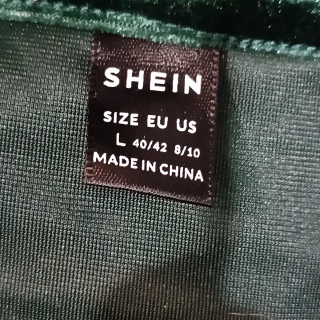 SHEIN
SIZE EU US
L 40/42 8/10
MADE IN CHINA